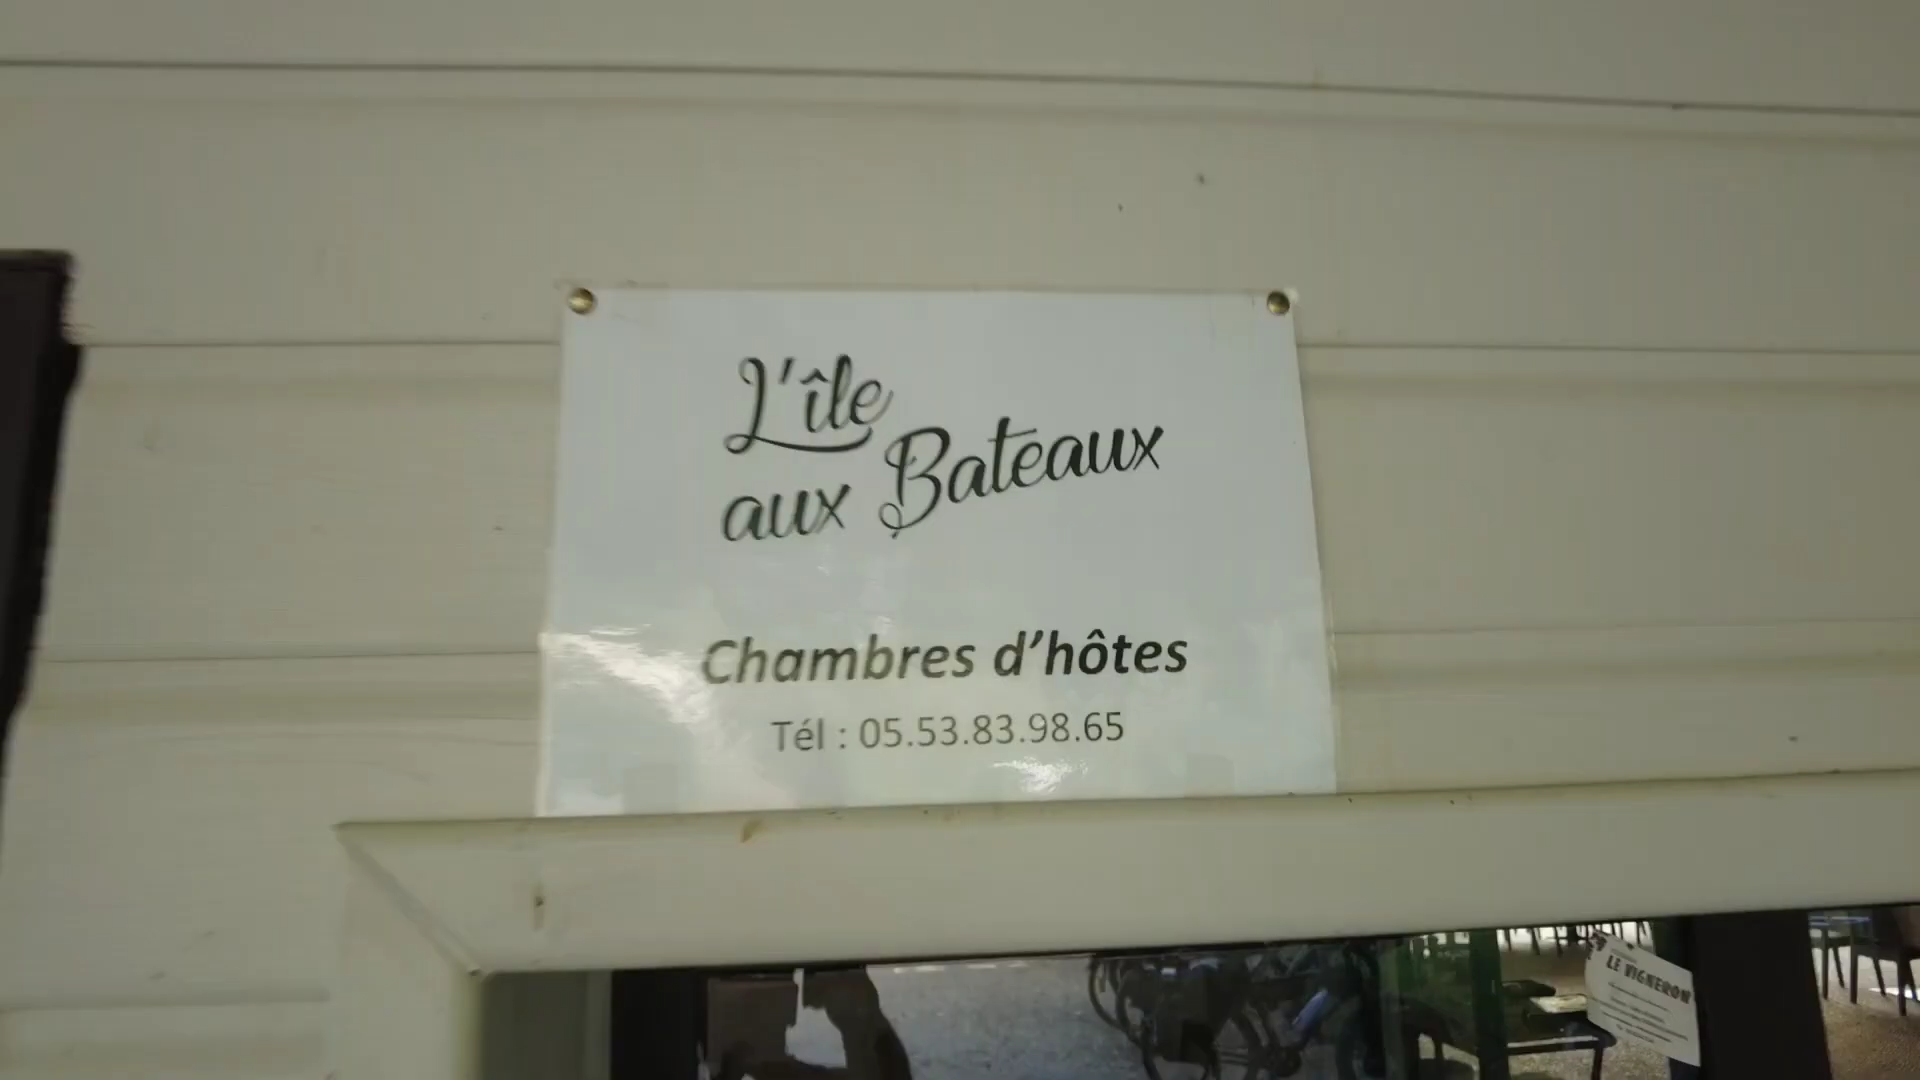 L'île
aux Bateaux
Chambres d'hôtes
Tél : 05.53.83.98.65
LE VIGNERON